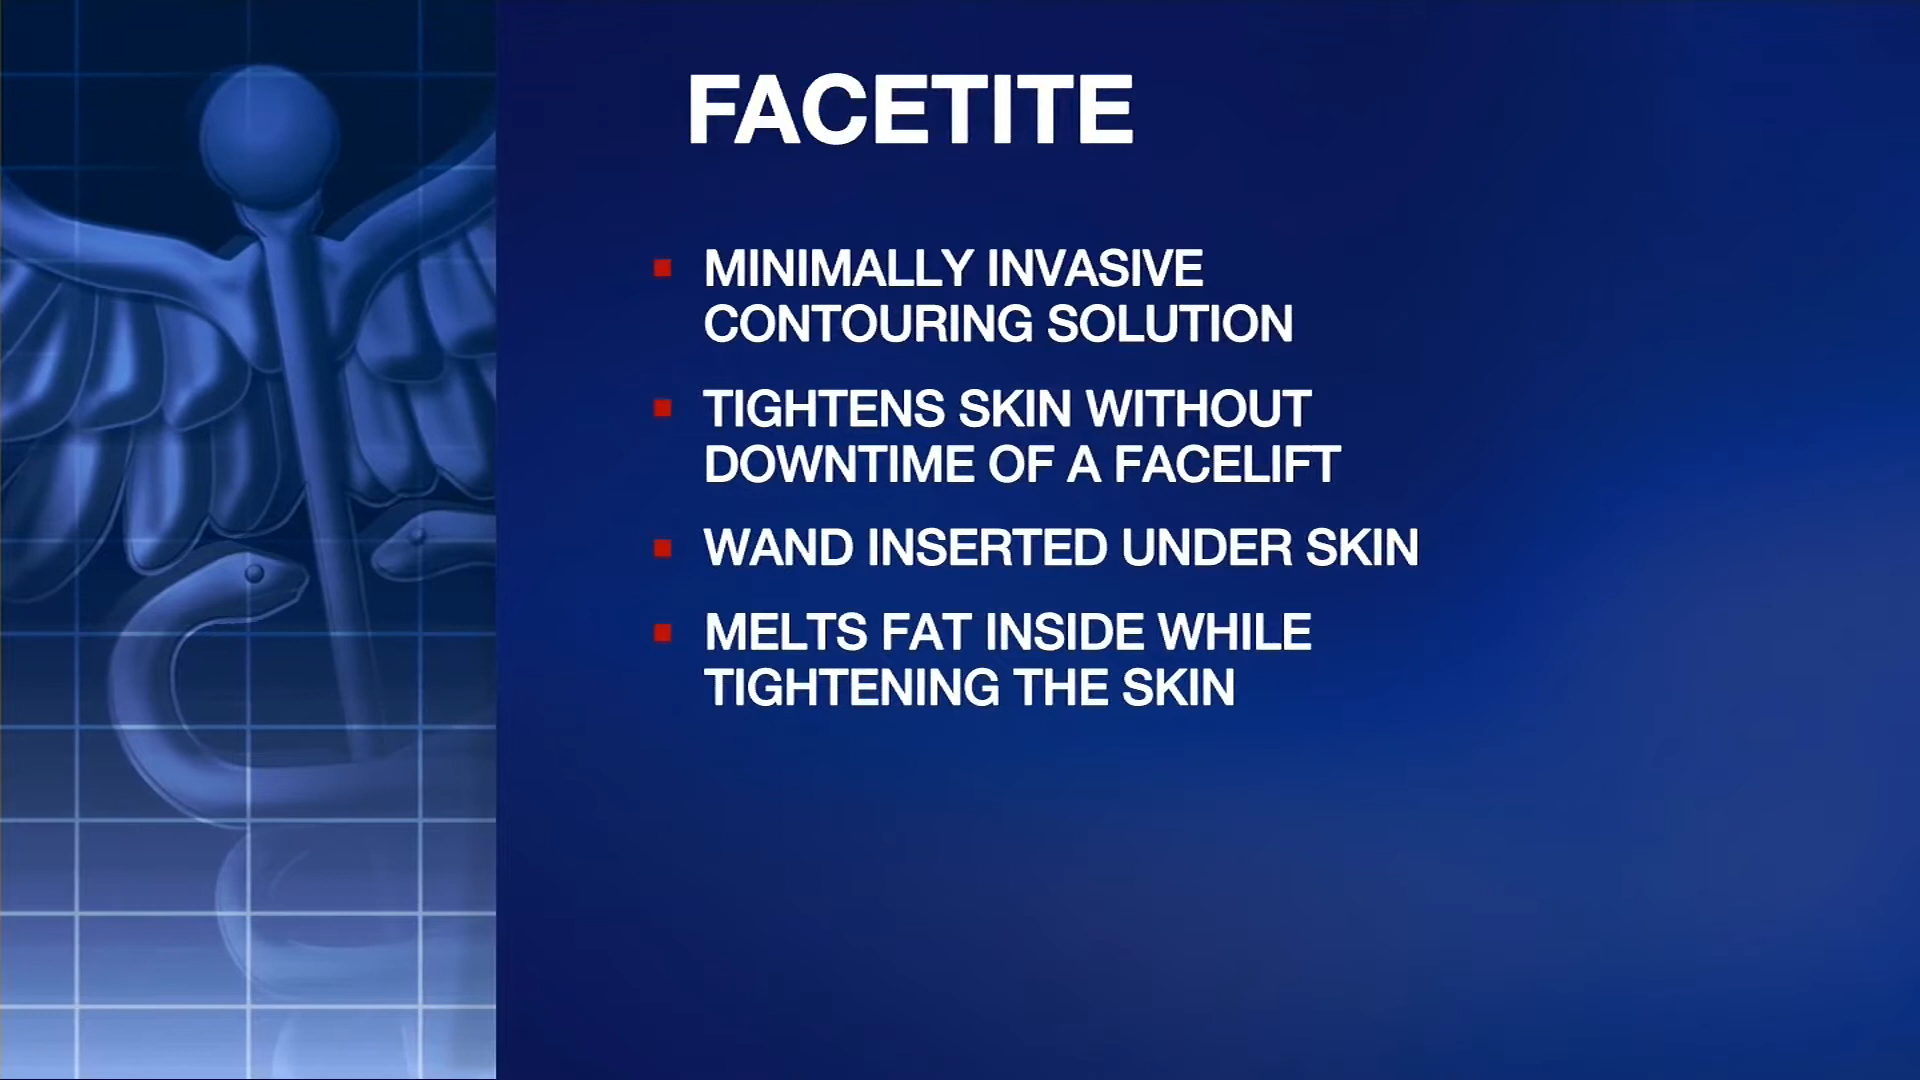 FACETITE
MINIMALLY INVASIVE
CONTOURING SOLUTION
TIGHTENS SKIN WITHOUT
DOWNTIME OF A FACELIFT
WAND INSERTED UNDER SKIN
MELTS FAT INSIDE WHILE
TIGHTENING THE SKIN